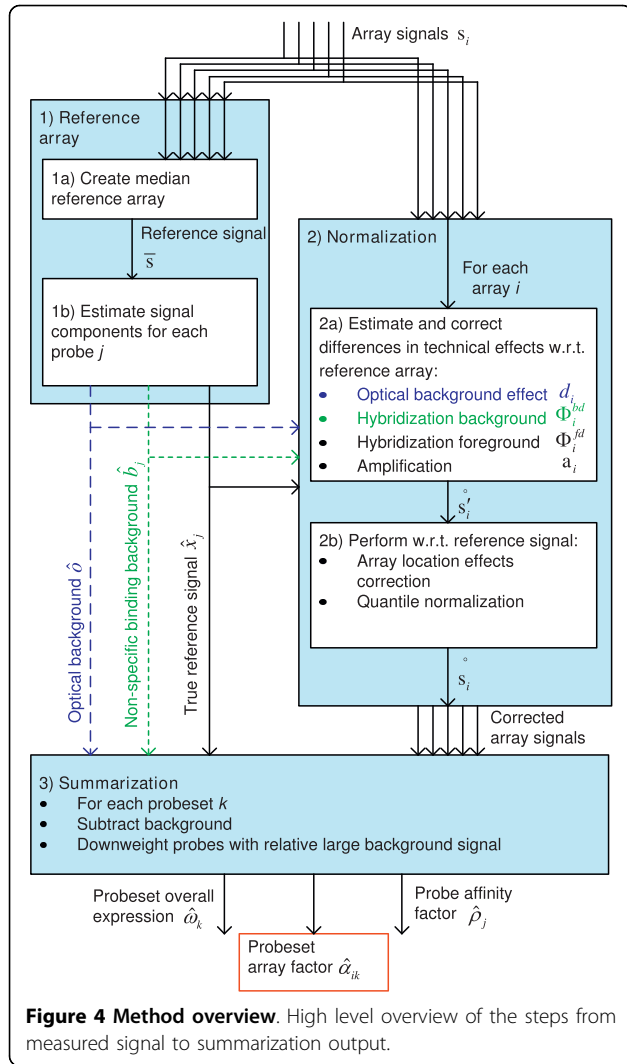 Array signals s_i
1) Reference
array
1a) Create median
reference array
Reference signal
s̅
1b) Estimate signal
components for each
probe j
2) Normalization
For each
array i
2a) Estimate and correct
differences in technical effects w.r.t.
reference array:
• Optical background effect d_i
• Hybridization background Φ_i^{bd}
• Hybridization foreground Φ_i^{fd}
• Amplification a_i
s̊′_i
2b) Perform w.r.t. reference signal:
• Array location effects
correction
• Quantile normalization
s̊_i
Corrected
array signals
Optical background ô
Non-specific binding background b̂_j
True reference signal x̂_j
3) Summarization
• For each probeset k
• Subtract background
• Downweight probes with relative large background signal
Probeset overall
expression ω̂_k
Probeset
array factor α̂_{ik}
Probe affinity
factor ρ̂_j
Figure 4 Method overview. High level overview of the steps from
measured signal to summarization output.